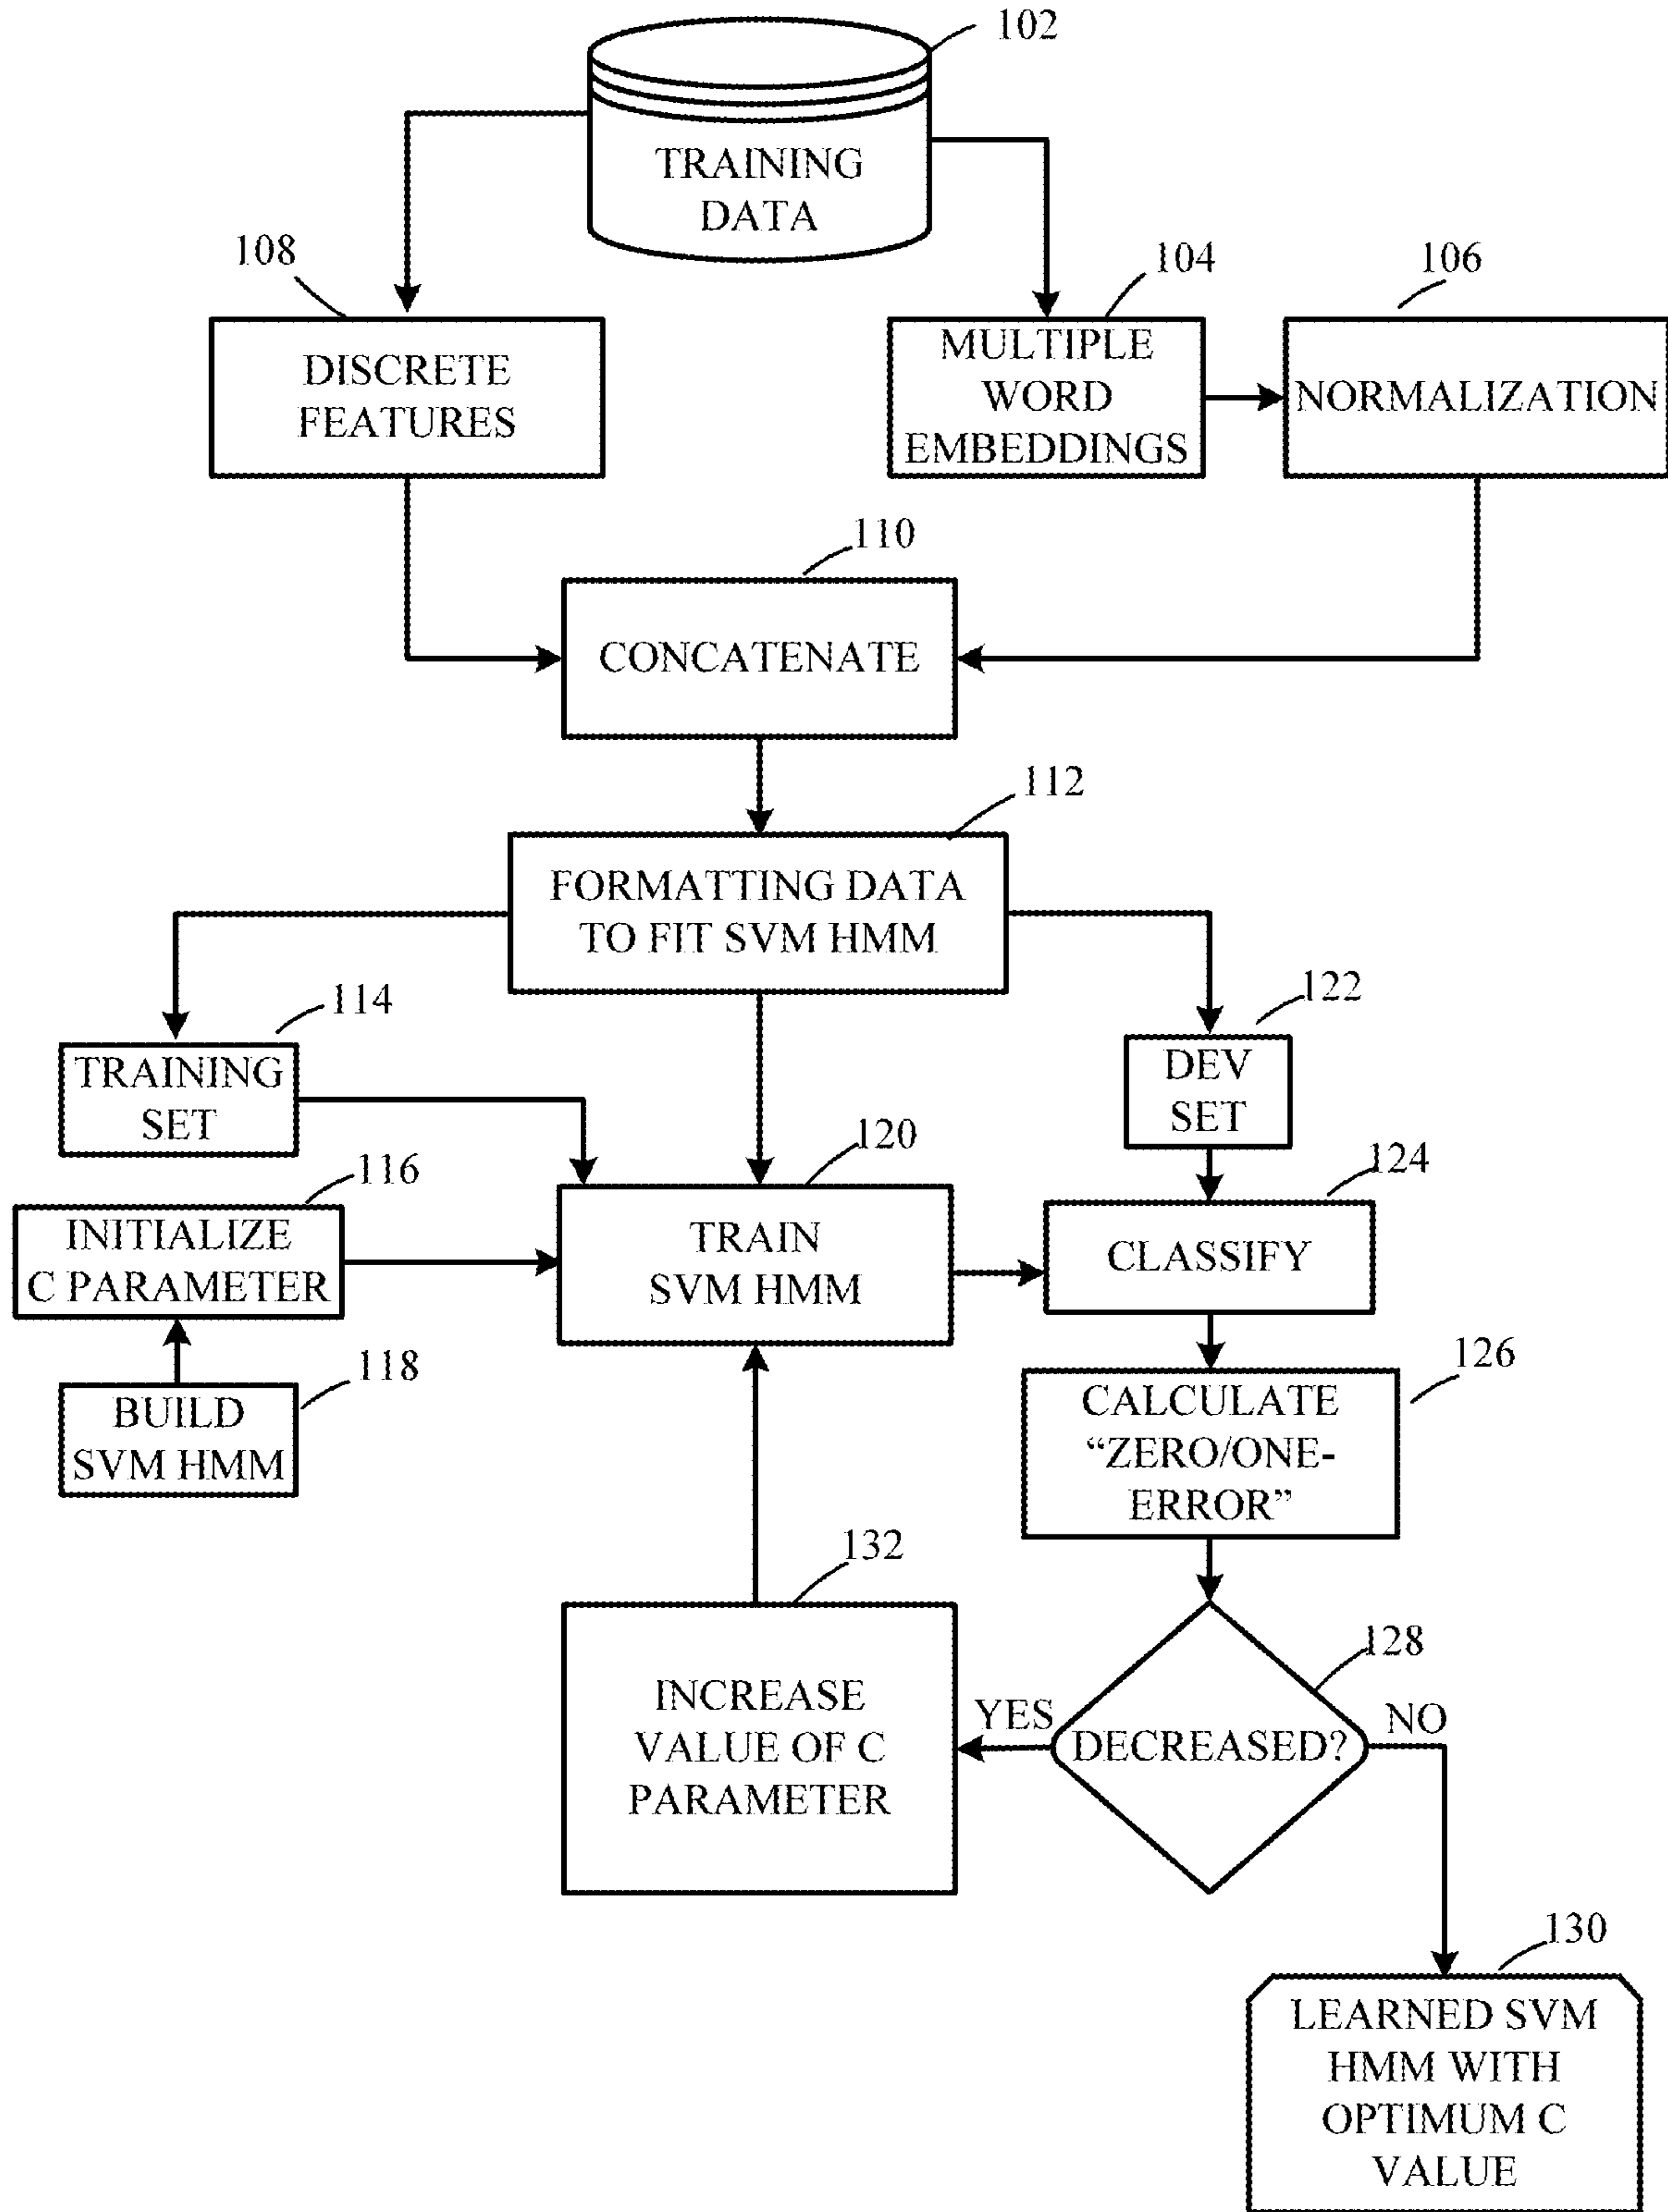 102
TRAINING
DATA
108
104
106
DISCRETE
FEATURES
MULTIPLE
WORD
EMBEDDINGS
NORMALIZATION
110
CONCATENATE
112
FORMATTING DATA
TO FIT SVM HMM
114
122
TRAINING
SET
DEV
SET
116
120
124
INITIALIZE
C PARAMETER
TRAIN
SVM HMM
CLASSIFY
118
126
BUILD
SVM HMM
CALCULATE
“ZERO/ONE-
ERROR”
132
128
INCREASE
VALUE OF C
PARAMETER
YES
DECREASED?
NO
130
LEARNED SVM
HMM WITH
OPTIMUM C
VALUE